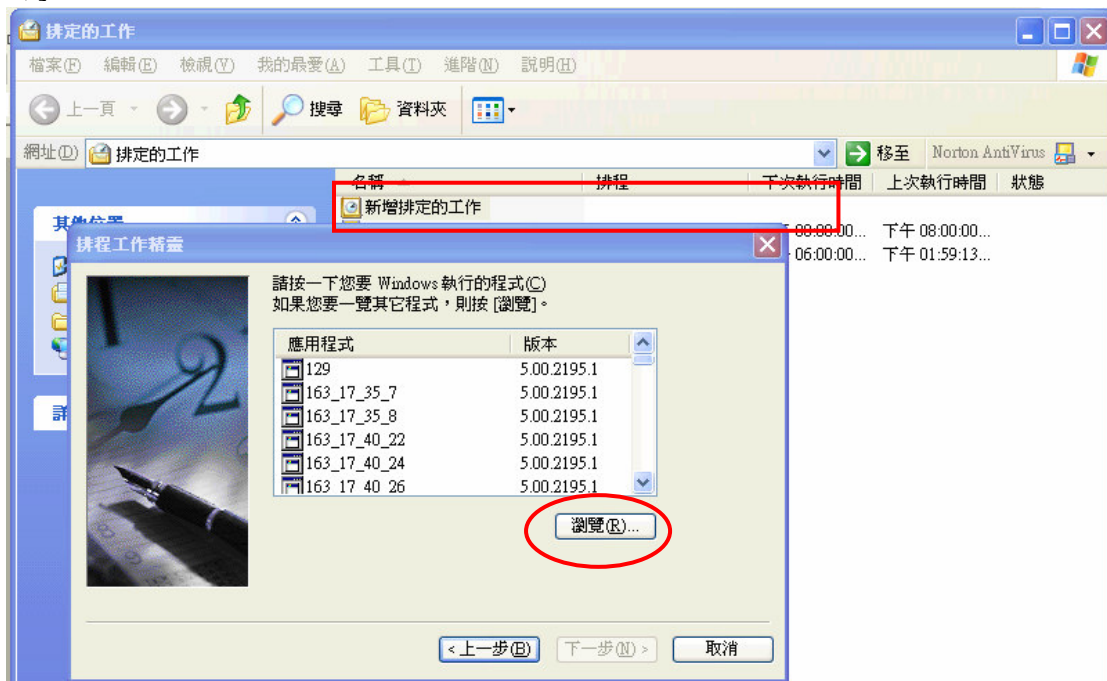 排定的工作
檔案(F) 編輯(E) 檢視(V) 我的最愛(A) 工具(T) 進階(N) 說明(H)
上一頁 搜尋 資料夾
網址(D) 排定的工作 移至 Norton AntiVirus
名稱 排程 下次執行時間 上次執行時間 狀態
新增排定的工作
其他位置
下午 08:00:00...
06:00:00... 下午 01:59:13...
排程工作精靈
請按一下您要 Windows 執行的程式(C)
如果您要一覽其它程式，則按 [瀏覽]。
應用程式 版本
129 5.00.2195.1
163_17_35_7 5.00.2195.1
163_17_35_8 5.00.2195.1
163_17_40_22 5.00.2195.1
163_17_40_24 5.00.2195.1
163_17_40_26 5.00.2195.1
瀏覽(R)...
詳
<上一步(B) 下一步(N)> 取消